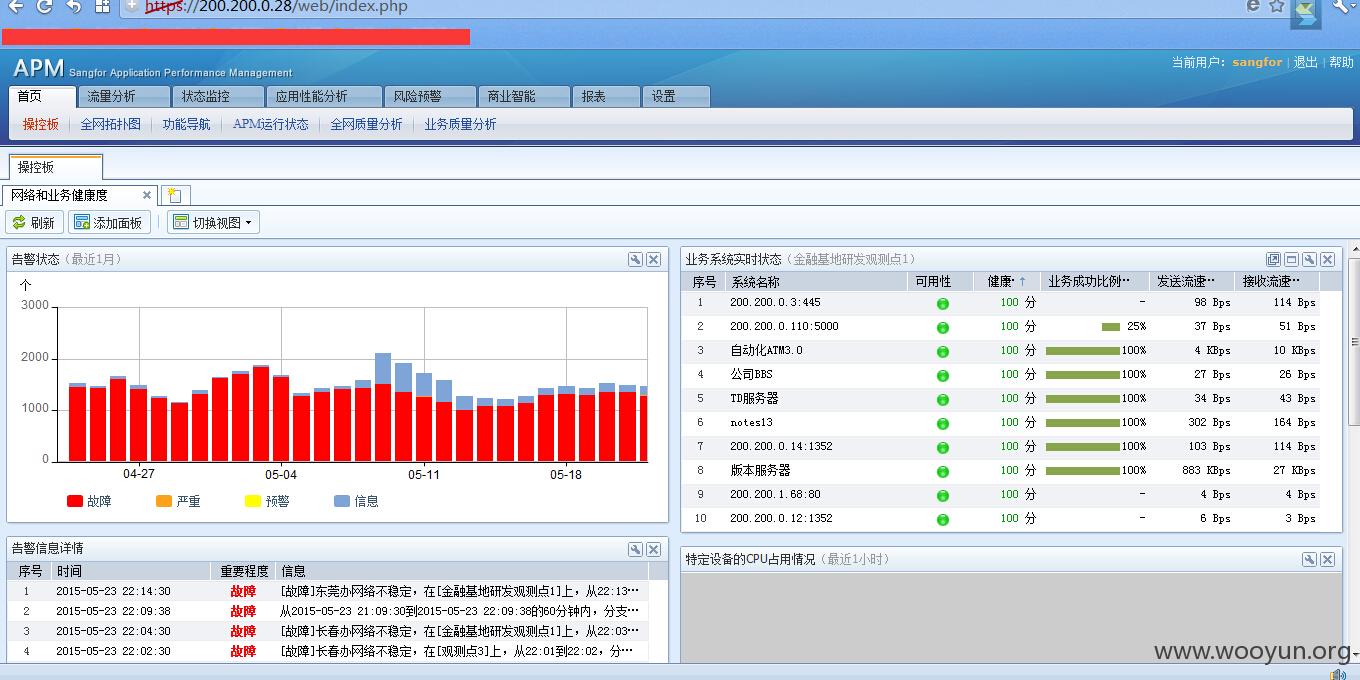 https://200.200.0.28/web/index.php
APM Sangfor Application Performance Management
当前用户: sangfor | 退出 | 帮助
首页 流量分析 状态监控 应用性能分析 风险预警 商业智能 报表 设置
操控板 全网拓扑图 功能导航 APM运行状态 全网质量分析 业务质量分析
操控板
网络和业务健康度
刷新 添加面板 切换视图
告警状态(最近1月)
个
3000
2000
1000
0
04-27 05-04 05-11 05-18
故障 严重 预警 信息
业务系统实时状态(金融基地研发观测点1)
序号 系统名称 可用性 健康· ↑ 业务成功比例·· 发送流速·· 接收流速··
1 200.200.0.3:445 100 分 - 98 Bps 114 Bps
2 200.200.0.110:5000 100 分 25% 37 Bps 51 Bps
3 自动化ATM3.0 100 分 100% 4 KBps 10 KBps
4 公司BBS 100 分 100% 27 Bps 26 Bps
5 TD服务器 100 分 100% 34 Bps 43 Bps
6 notes13 100 分 100% 302 Bps 164 Bps
7 200.200.0.14:1352 100 分 100% 103 Bps 114 Bps
8 版本服务器 100 分 100% 883 KBps 27 KBps
9 200.200.1.68:80 100 分 - 4 Bps 4 Bps
10 200.200.0.12:1352 100 分 - 6 Bps 3 Bps
告警信息详情
序号 时间 重要程度 信息
1 2015-05-23 22:14:30 故障 [故障]东莞办网络不稳定，在[金融基地研发观测点1]上，从22:13···
2 2015-05-23 22:09:38 故障 从2015-05-23 21:09:30到2015-05-23 22:09:38的60分钟内，分支···
3 2015-05-23 22:04:30 故障 [故障]长春办网络不稳定，在[金融基地研发观测点1]上，从22:03···
4 2015-05-23 22:02:30 故障 [故障]长春办网络不稳定，在[观测点3]上，从22:01到22:02，分···
特定设备的CPU占用情况(最近1小时)
www.wooyun.org